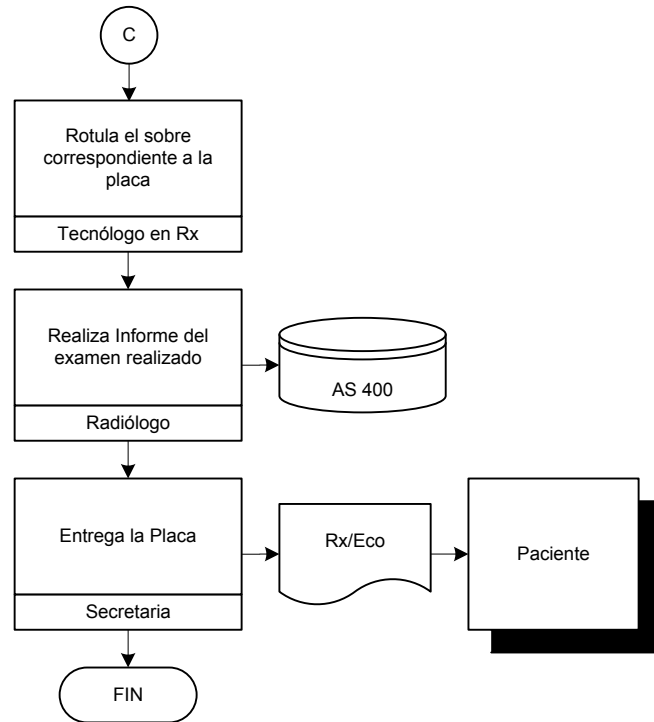 C
Rotula el sobre
correspondiente a la
placa
Tecnólogo en Rx
Realiza Informe del
examen realizado
AS 400
Radiólogo
Entrega la Placa
Rx/Eco
Paciente
Secretaria
FIN